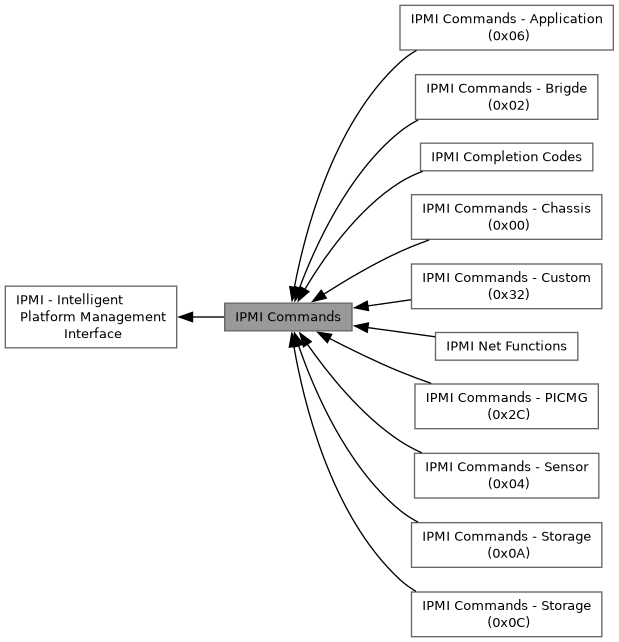 IPMI Commands - Application
(0x06)
IPMI Commands - Brigde
(0x02)
IPMI Completion Codes
IPMI Commands - Chassis
(0x00)
IPMI Commands - Custom
(0x32)
IPMI - Intelligent
Platform Management
Interface
IPMI Commands
IPMI Net Functions
IPMI Commands - PICMG
(0x2C)
IPMI Commands - Sensor
(0x04)
IPMI Commands - Storage
(0x0A)
IPMI Commands - Storage
(0x0C)